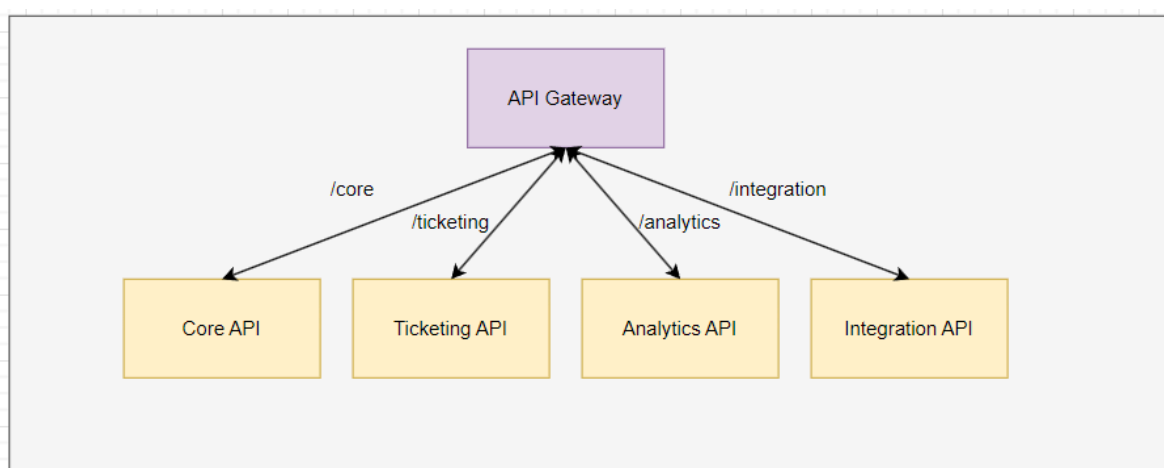 API Gateway
/core
/integration
/ticketing
/analytics
Core API
Ticketing API
Analytics API
Integration API